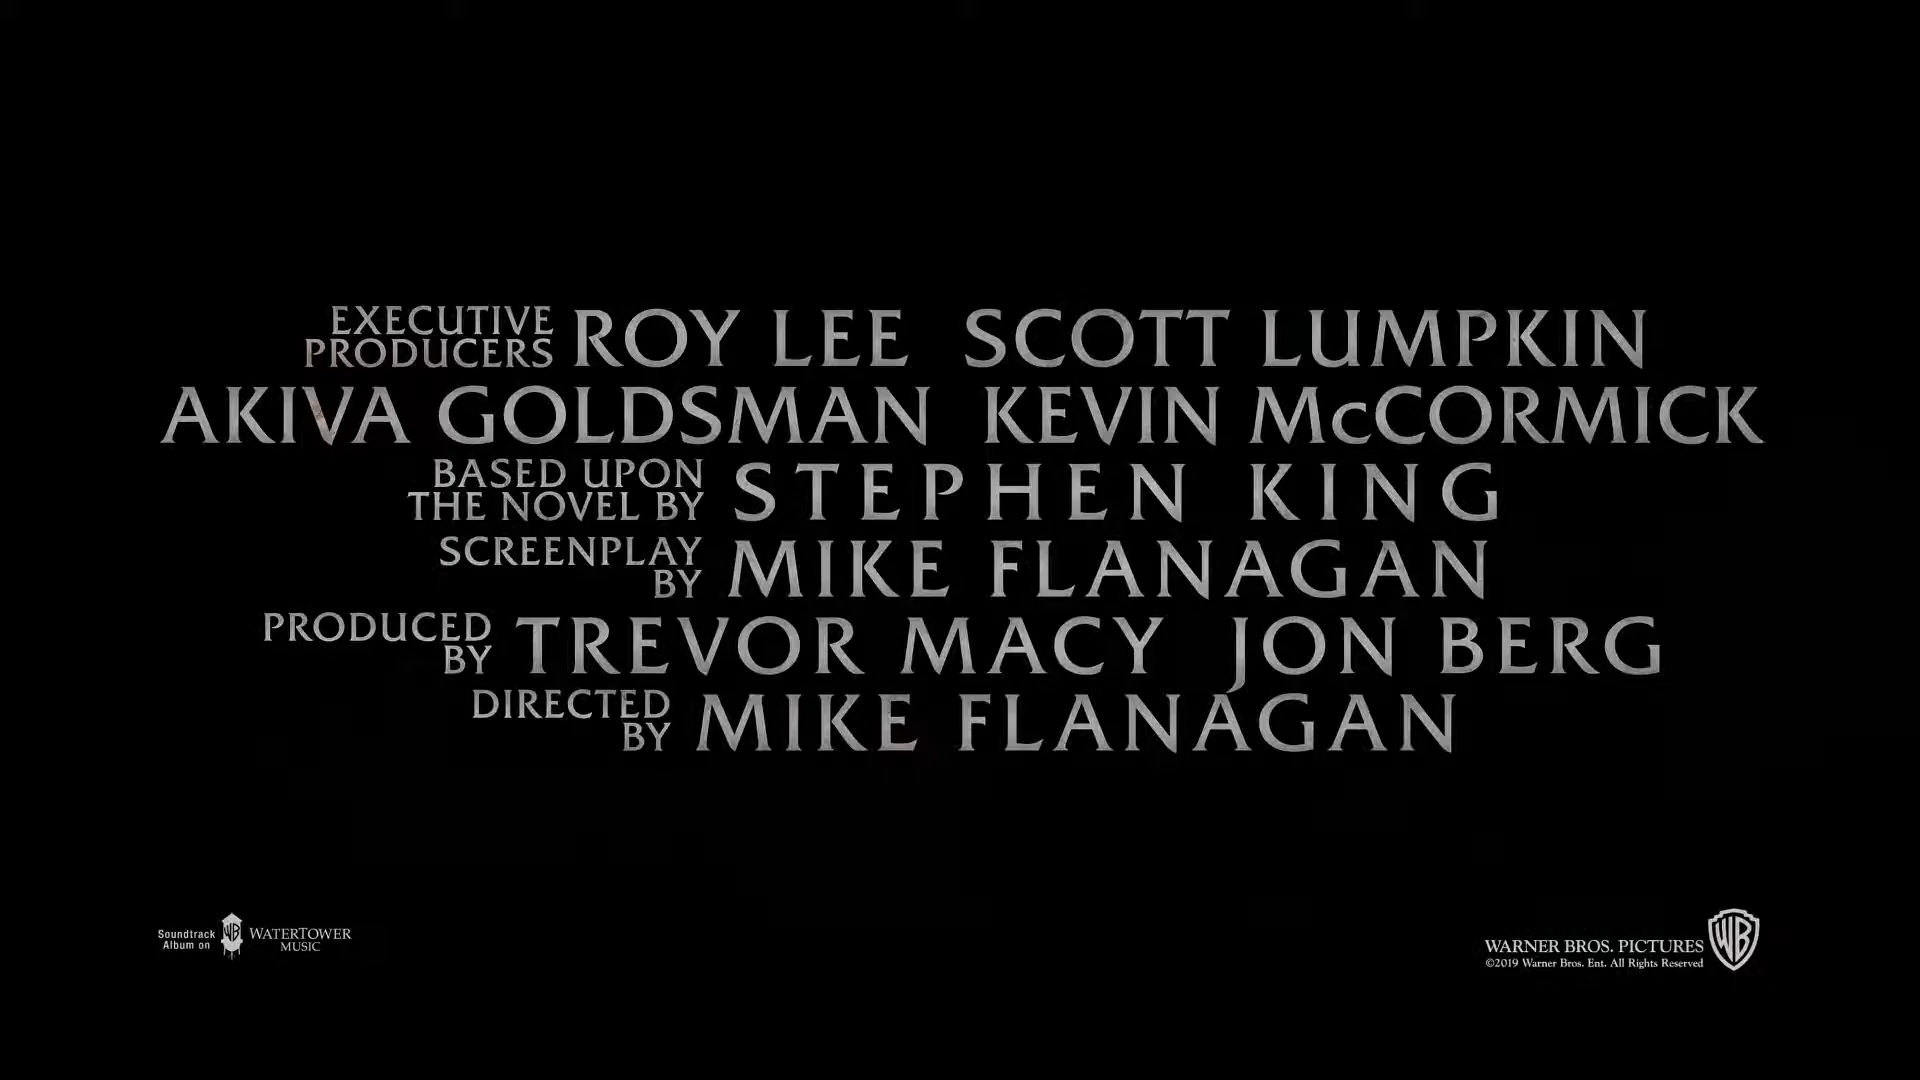 EXECUTIVE PRODUCERS ROY LEE SCOTT LUMPKIN
AKIVA GOLDSMAN KEVIN McCORMICK
BASED UPON THE NOVEL BY STEPHEN KING
SCREENPLAY BY MIKE FLANAGAN
PRODUCED BY TREVOR MACY JON BERG
DIRECTED BY MIKE FLANAGAN
Soundtrack Album on WB WATERTOWER MUSIC
WARNER BROS. PICTURES WB
©2019 Warner Bros. Ent. All Rights Reserved